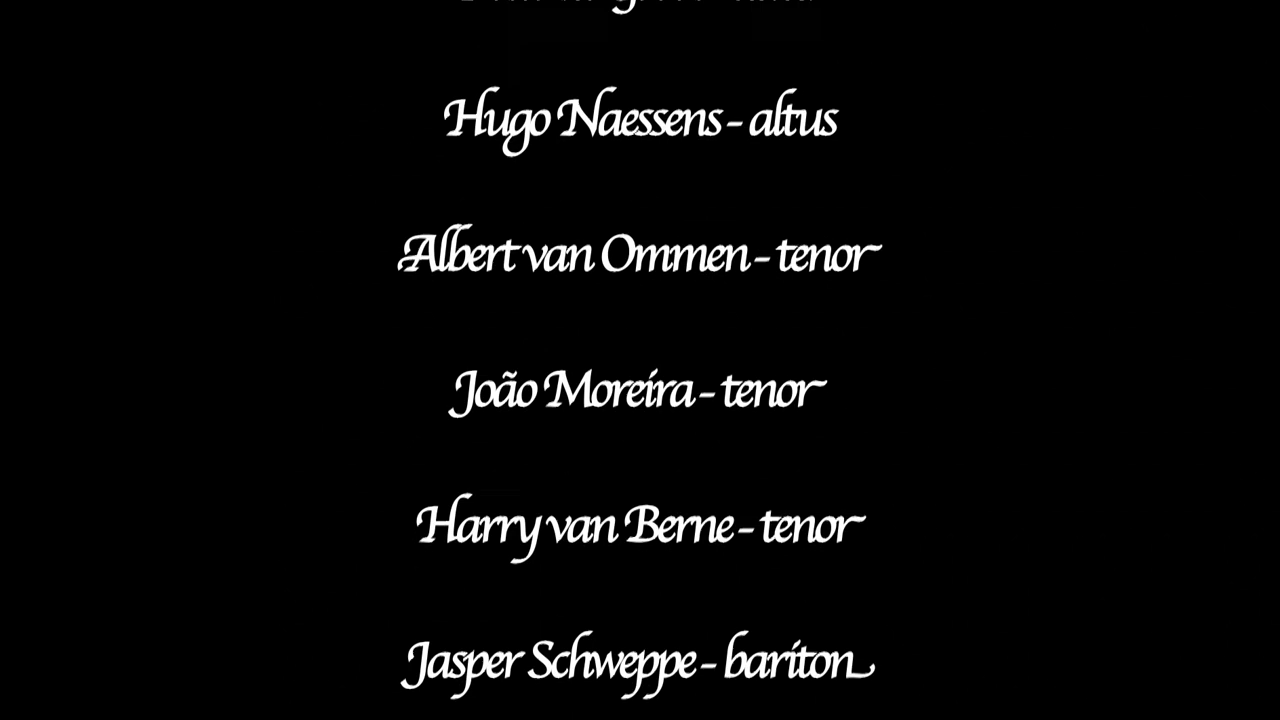 Hugo Naessens - altus
Albert van Ommen - tenor
João Moreira - tenor
Harry van Berne - tenor
Jasper Schweppe - bariton